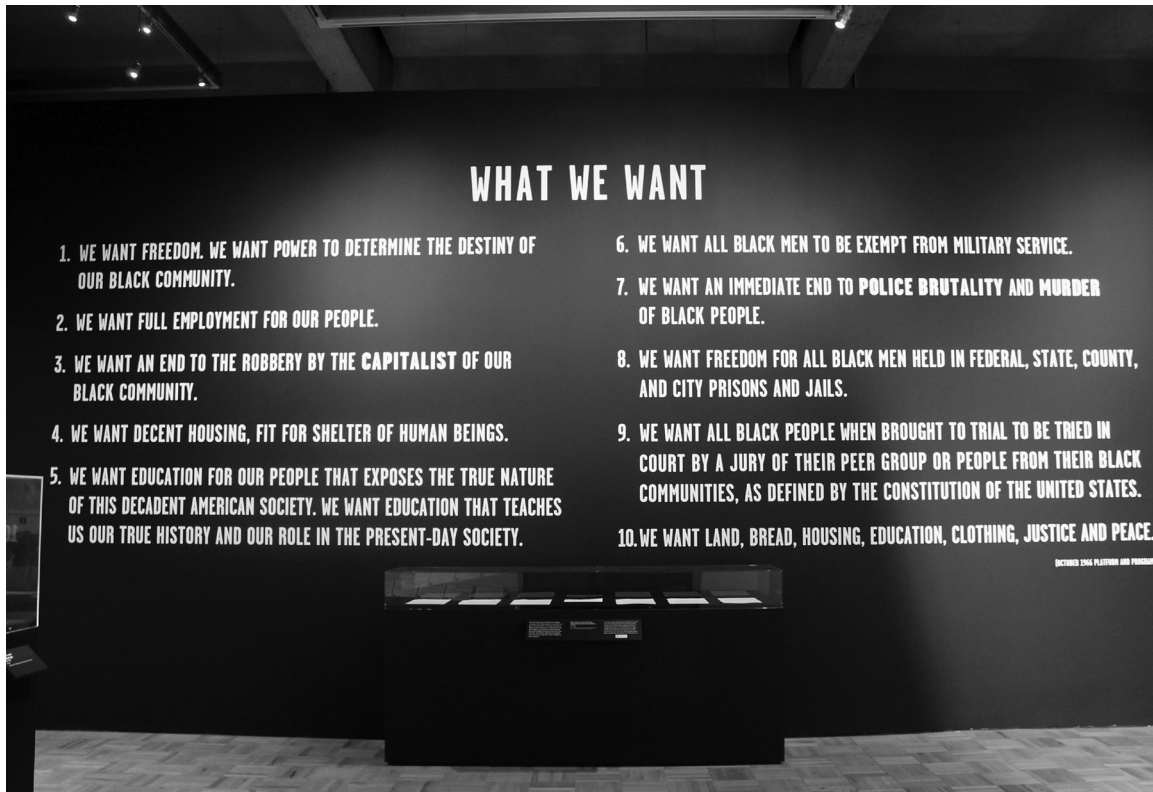 WHAT WE WANT
1. WE WANT FREEDOM. WE WANT POWER TO DETERMINE THE DESTINY OF
OUR BLACK COMMUNITY.
2. WE WANT FULL EMPLOYMENT FOR OUR PEOPLE.
3. WE WANT AN END TO THE ROBBERY BY THE CAPITALIST OF OUR
BLACK COMMUNITY.
4. WE WANT DECENT HOUSING, FIT FOR SHELTER OF HUMAN BEINGS.
5. WE WANT EDUCATION FOR OUR PEOPLE THAT EXPOSES THE TRUE NATURE
OF THIS DECADENT AMERICAN SOCIETY. WE WANT EDUCATION THAT TEACHES
US OUR TRUE HISTORY AND OUR ROLE IN THE PRESENT-DAY SOCIETY.
6. WE WANT ALL BLACK MEN TO BE EXEMPT FROM MILITARY SERVICE.
7. WE WANT AN IMMEDIATE END TO POLICE BRUTALITY AND MURDER
OF BLACK PEOPLE.
8. WE WANT FREEDOM FOR ALL BLACK MEN HELD IN FEDERAL, STATE, COUNTY,
AND CITY PRISONS AND JAILS.
9. WE WANT ALL BLACK PEOPLE WHEN BROUGHT TO TRIAL TO BE TRIED IN
COURT BY A JURY OF THEIR PEER GROUP OR PEOPLE FROM THEIR BLACK
COMMUNITIES, AS DEFINED BY THE CONSTITUTION OF THE UNITED STATES.
10. WE WANT LAND, BREAD, HOUSING, EDUCATION, CLOTHING, JUSTICE AND PEACE.
(OCTOBER 1966 PLATFORM AND PROGRAM